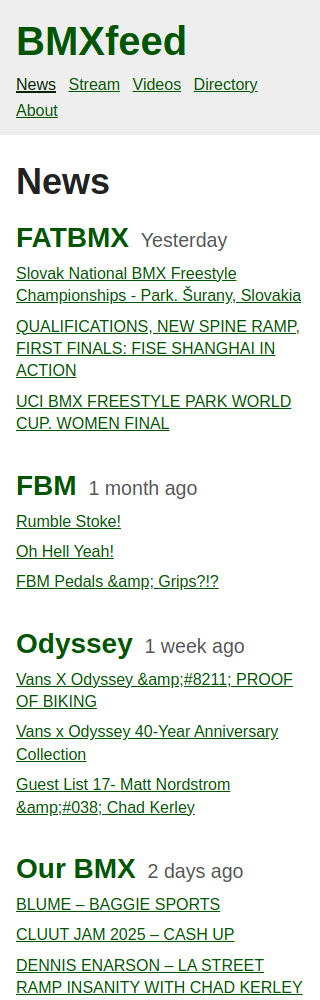 BMXfeed
News Stream Videos Directory
About
News
FATBMX Yesterday
Slovak National BMX Freestyle
Championships - Park. Šurany, Slovakia
QUALIFICATIONS, NEW SPINE RAMP,
FIRST FINALS: FISE SHANGHAI IN
ACTION
UCI BMX FREESTYLE PARK WORLD
CUP. WOMEN FINAL
FBM 1 month ago
Rumble Stoke!
Oh Hell Yeah!
FBM Pedals &amp; Grips?!?
Odyssey 1 week ago
Vans X Odyssey &amp;#8211; PROOF
OF BIKING
Vans x Odyssey 40-Year Anniversary
Collection
Guest List 17- Matt Nordstrom
&amp;#038; Chad Kerley
Our BMX 2 days ago
BLUME – BAGGIE SPORTS
CLUUT JAM 2025 – CASH UP
DENNIS ENARSON – LA STREET
RAMP INSANITY WITH CHAD KERLEY